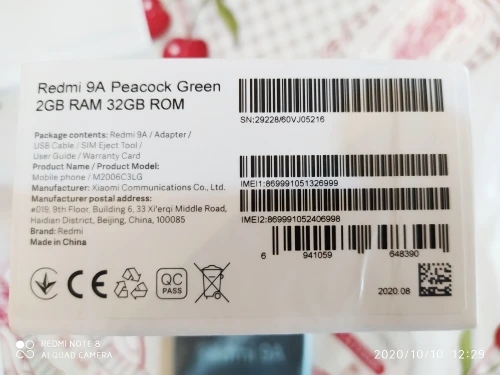 Redmi 9A Peacock Green
2GB RAM 32GB ROM
Package contents: Redmi 9A / Adapter /
USB Cable / SIM Eject Tool /
User Guide / Warranty Card
Product Name / Product Model:
Mobile phone / M2006C3LG
Manufacturer: Xiaomi Communications Co., Ltd.
Manufacturer postal address:
#019, 9th Floor, Building 6, 33 Xi'erqi Middle Road,
Haidian District, Beijing, China, 100085
Brand: Redmi
Made in China
CE
QC
PASS
SN:29228/60VJ05216
IMEI1:869991051326999
IMEI2:869991052406998
6 941059 648390
2020.08
Redmi 9A
REDMI NOTE 8
AI QUAD CAMERA
2020/10/10 12:29